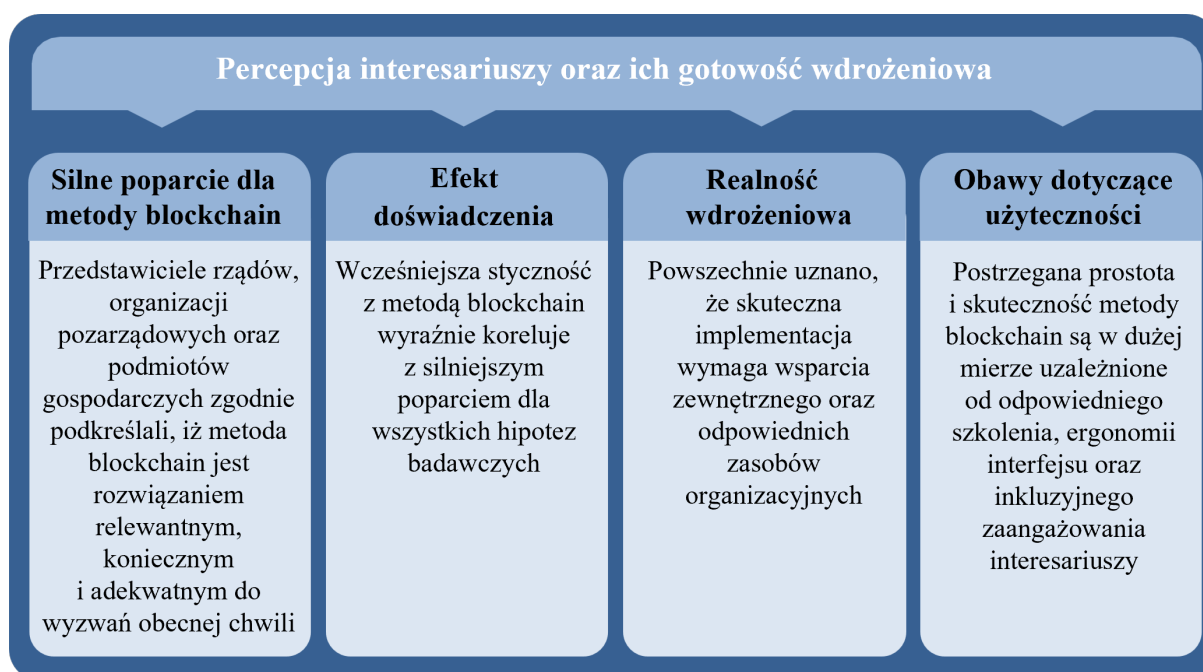 Percepcja interesariuszy oraz ich gotowość wdrożeniowa
Silne poparcie dla
metody blockchain
Przedstawiciele rządów,
organizacji
pozarządowych oraz
podmiotów
gospodarczych zgodnie
podkreślali, iż metoda
blockchain jest
rozwiązaniem
relewantnym,
koniecznym
i adekwatnym do
wyzwań obecnej chwili
Efekt
doświadczenia
Wcześniejsza styczność
z metodą blockchain
wyraźnie koreluje
z silniejszym
poparciem dla
wszystkich hipotez
badawczych
Realność
wdrożeniowa
Powszechnie uznano,
że skuteczna
implementacja
wymaga wsparcia
zewnętrznego oraz
odpowiednich
zasobów
organizacyjnych
Obawy dotyczące
użyteczności
Postrzegana prostota
i skuteczność metody
blockchain są w dużej
mierze uzależnione
od odpowiedniego
szkolenia, ergonomii
interfejsu oraz
inkluzyjnego
zaangażowania
interesariuszy